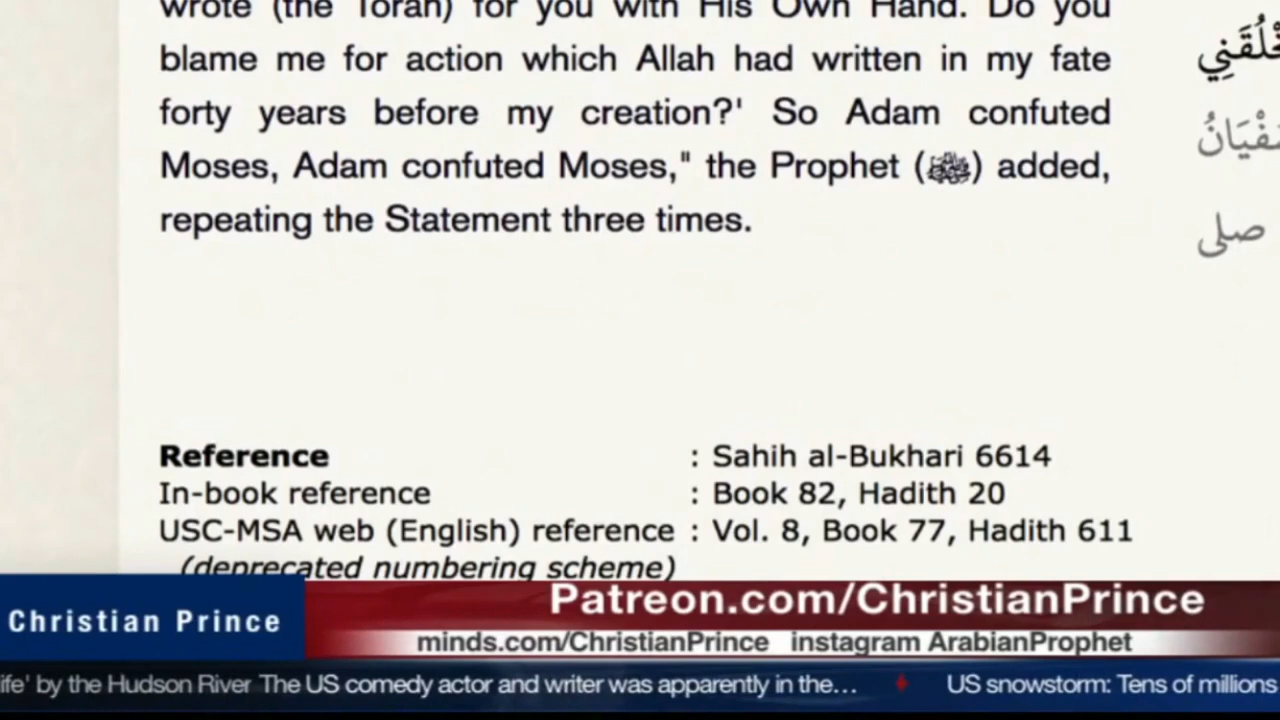 wrote (the Torah) for you with His Own Hand. Do you
blame me for action which Allah had written in my fate
forty years before my creation?' So Adam confuted
Moses, Adam confuted Moses," the Prophet (ﷺ) added,
repeating the Statement three times.
صلى
Reference : Sahih al-Bukhari 6614
In-book reference : Book 82, Hadith 20
USC-MSA web (English) reference : Vol. 8, Book 77, Hadith 611
(deprecated numbering scheme)
Christian Prince
Patreon.com/ChristianPrince
minds.com/ChristianPrince instagram ArabianProphet
ife' by the Hudson River The US comedy actor and writer was apparently in the... US snowstorm: Tens of millions